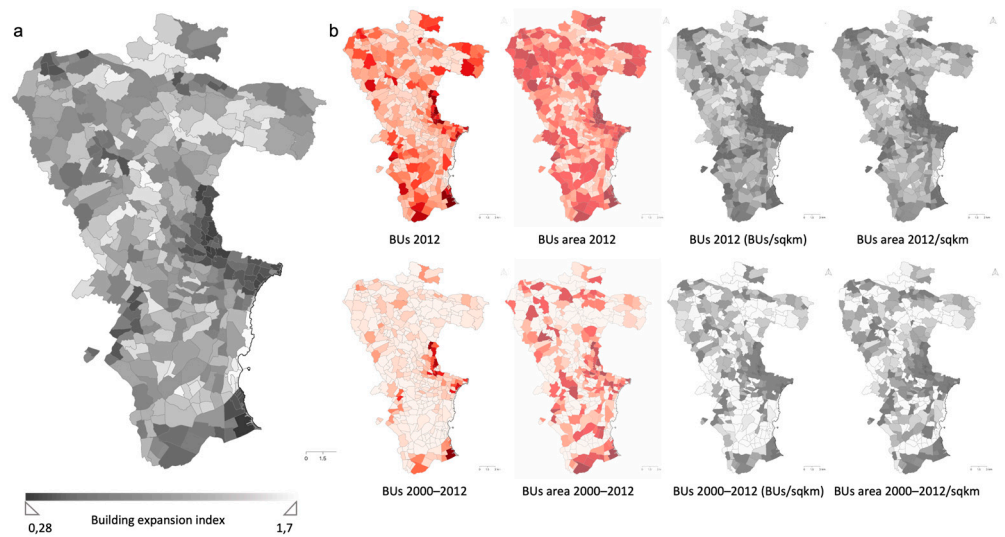 a
b
BUs 2012
BUs area 2012
BUs 2012 (BUs/sqkm)
BUs area 2012/sqkm
0 1.5
BUs 2000–2012
BUs area 2000–2012
BUs 2000–2012 (BUs/sqkm)
BUs area 2000–2012/sqkm
Building expansion index
0,28
1,7